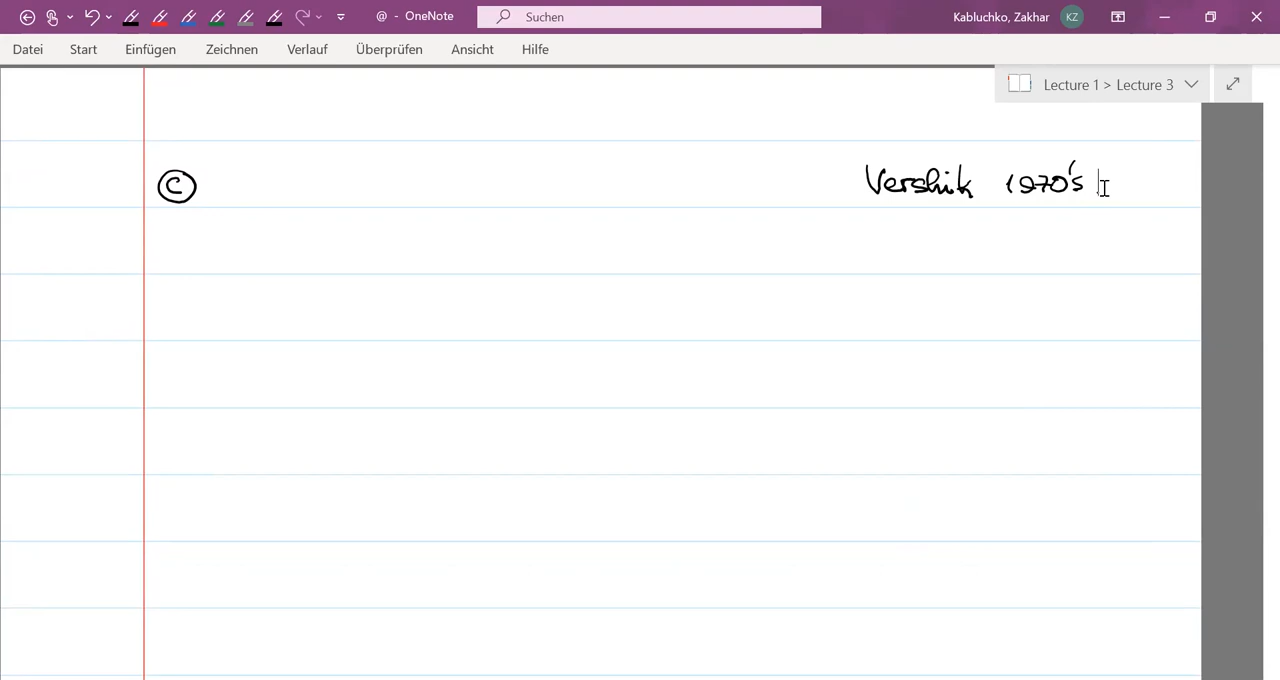 @ - OneNote
Suchen
Kabluchko, Zakhar
KZ
Datei Start Einfügen Zeichnen Verlauf Überprüfen Ansicht Hilfe
Lecture 1 > Lecture 3
© Vershik 1970's